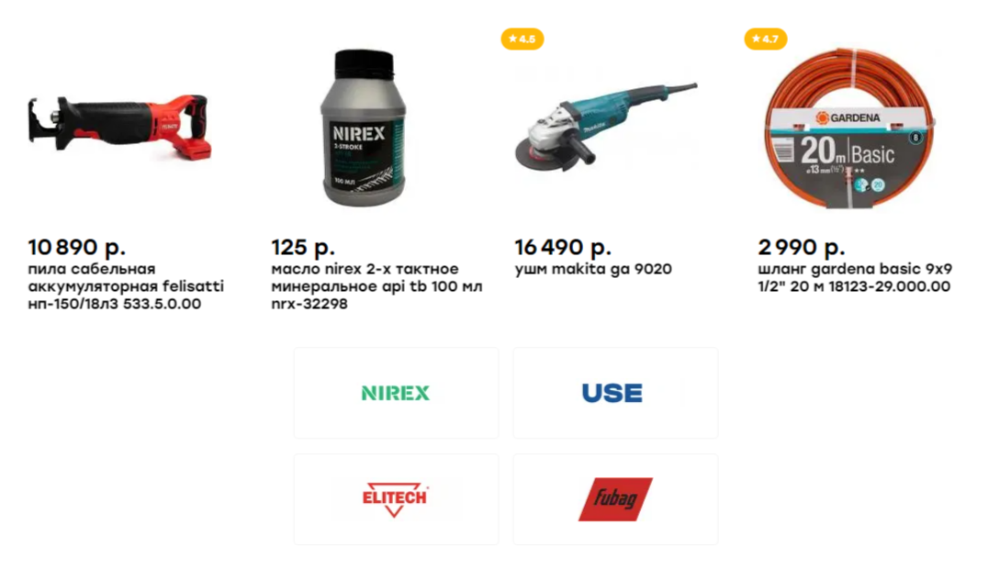 ★4.5
★4.7
NIREX
2-STROKE
100 МЛ
makita
GARDENA
20m Basic
ø13 mm (½")
20
8
10 890 р.
пила сабельная
аккумуляторная felisatti
нп-150/18л3 533.5.0.00
125 р.
масло nirex 2-х тактное
минеральное api tb 100 мл
nrx-32298
16 490 р.
ушм makita ga 9020
2 990 р.
шланг gardena basic 9x9
1/2" 20 м 18123-29.000.00
NIREX
USE
ELITECH
fubag